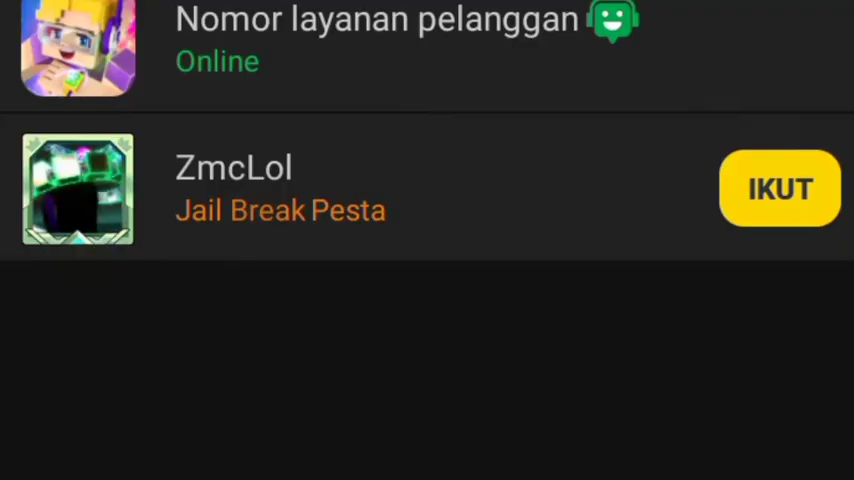 Nomor layanan pelanggan
Online
ZmcLol
Jail Break Pesta
IKUT